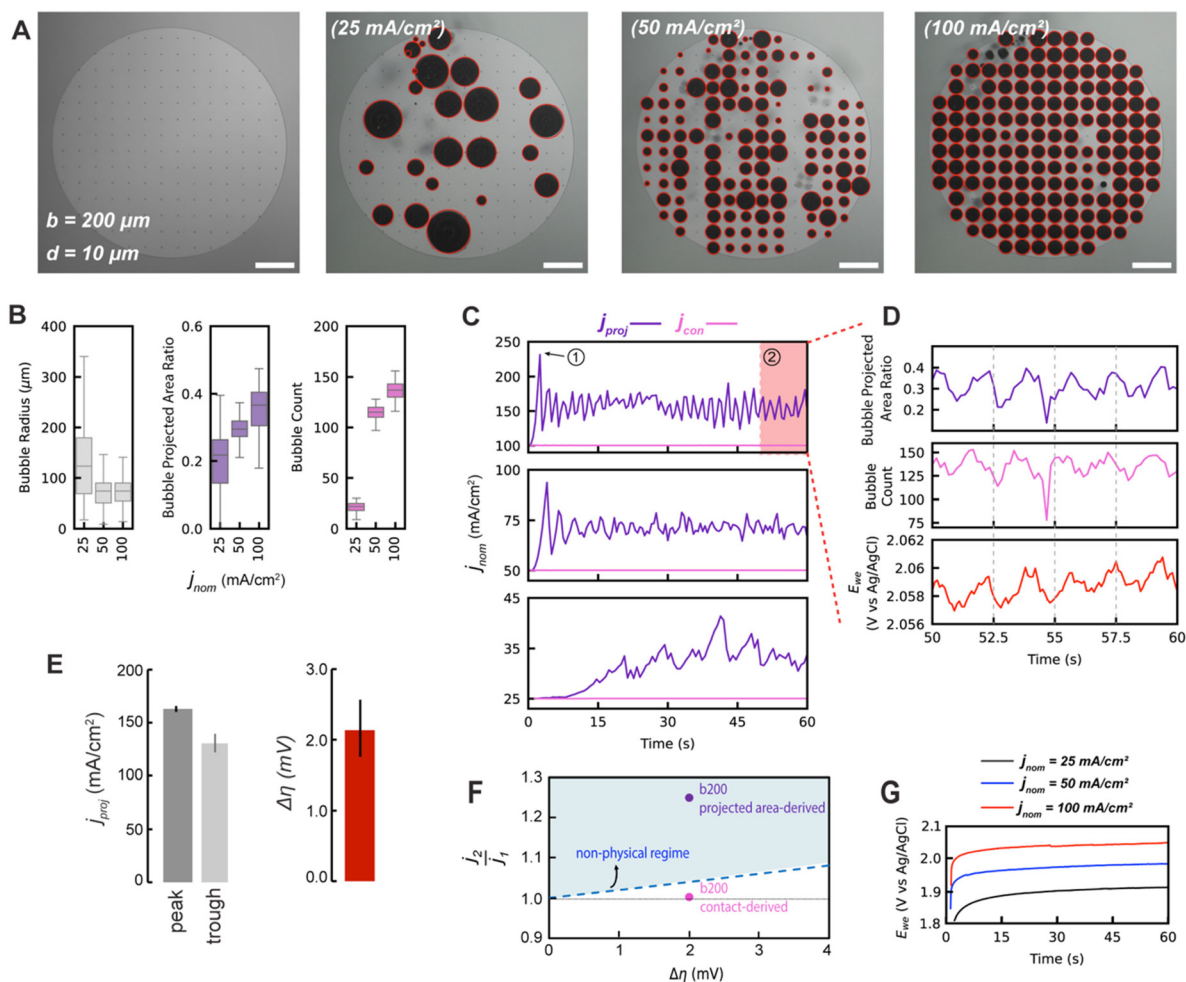 A
(25 mA/cm²)
(50 mA/cm²)
(100 mA/cm²)
b = 200 µm
d = 10 µm
B
Bubble Radius (µm)
400
300
200
100
0
25
50
100
Bubble Projected Area Ratio
0.6
0.4
0.2
0.0
25
50
100
Bubble Count
200
150
100
50
0
25
50
100
j_nom (mA/cm²)
C
j_proj
j_con
250
200
150
100
①
②
100
75
50
45
35
25
j_nom (mA/cm²)
0
15
30
45
60
Time (s)
D
Bubble Projected
Area Ratio
0.4
0.3
0.2
Bubble
Count
150
125
100
75
E_we
(V vs Ag/AgCl)
2.062
2.060
2.058
2.056
50
52.5
55
57.5
60
Time (s)
E
j_proj (mA/cm²)
200
150
100
50
0
peak
trough
Δη (mV)
3.0
2.0
1.0
0.0
F
j_2
j_1
1.3
1.2
1.1
1.0
0.9
b200
projected area-derived
non-physical regime
b200
contact-derived
0
1
2
3
4
Δη (mV)
G
j_nom = 25 mA/cm²
j_nom = 50 mA/cm²
j_nom = 100 mA/cm²
E_we (V vs Ag/AgCl)
2.1
2.0
1.9
1.8
0
15
30
45
60
Time (s)